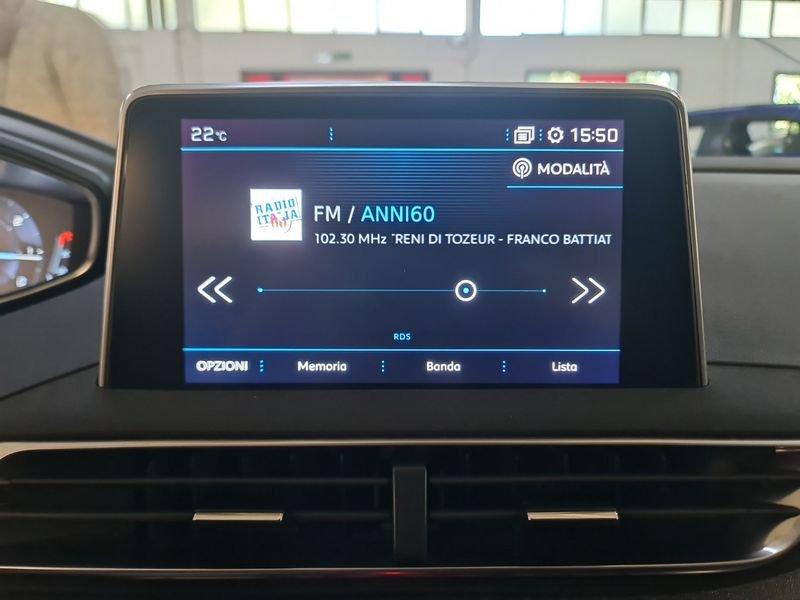 22°C
15:50
MODALITÀ
RADIO
ITALIA
FM / ANNI60
102.30 MHz TRENI DI TOZEUR - FRANCO BATTIAT
RDS
OPZIONI Memoria Banda Lista